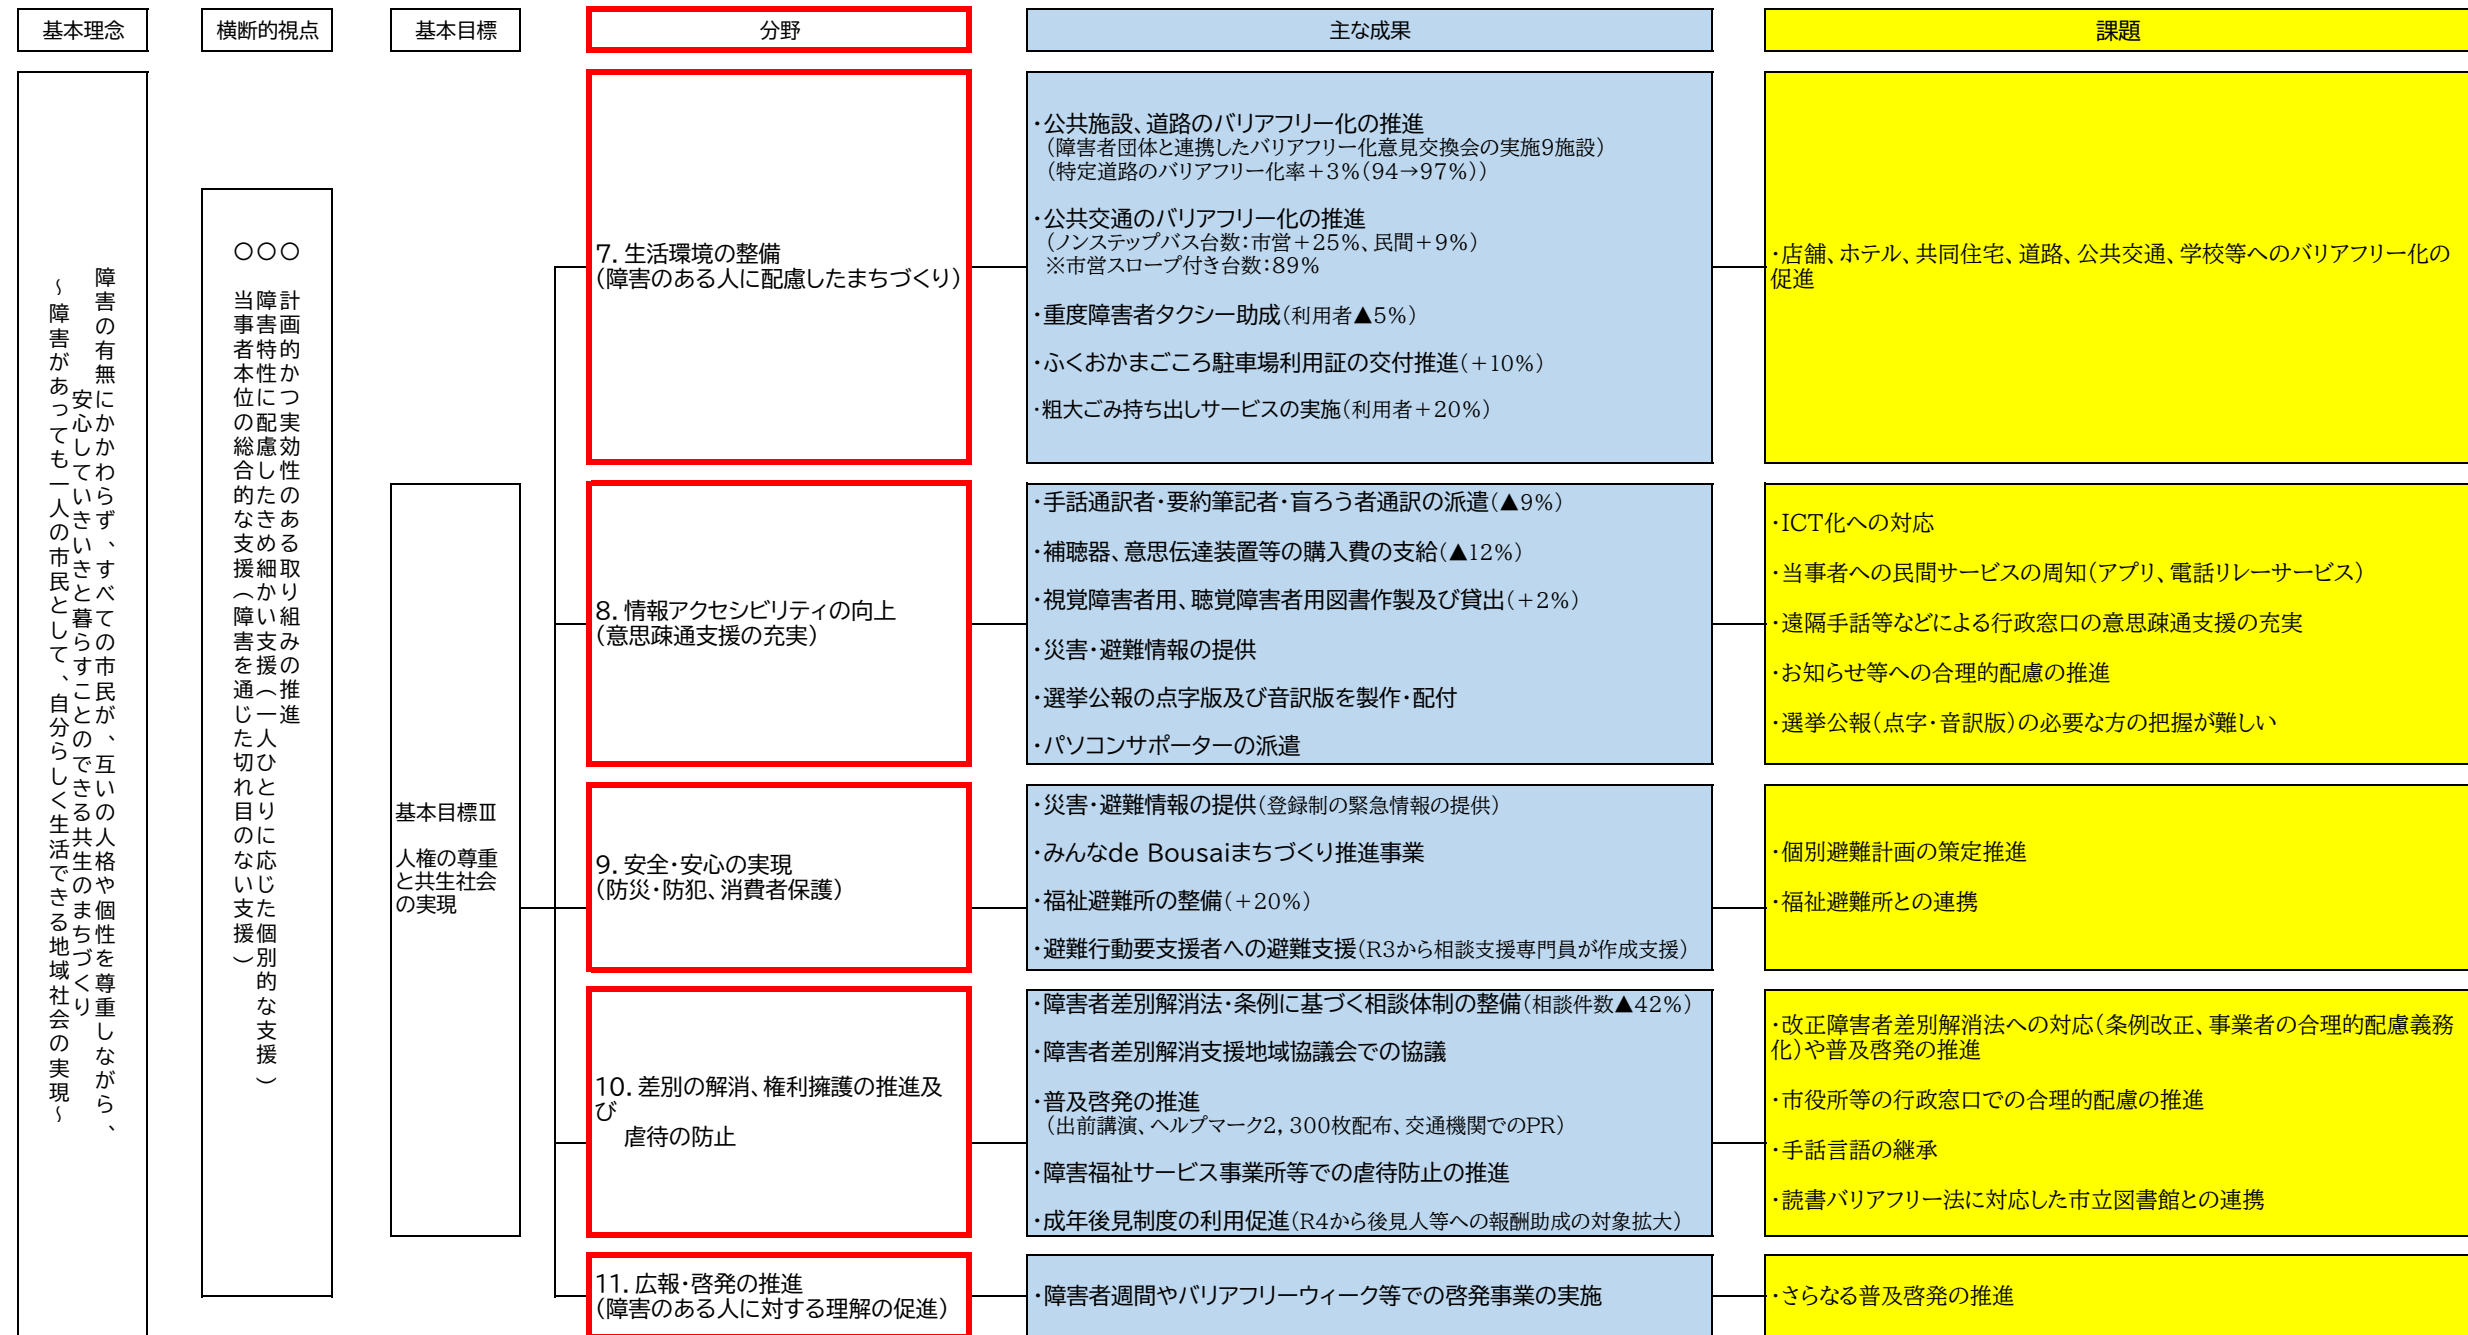 基本理念
横断的視点
基本目標
分野
主な成果
課題
障害の有無にかかわらず、すべての市民が、互いの人格や個性を尊重しながら、
安心していきいきと暮らすことのできる共生のまちづくり
～障害があっても一人の市民として、自分らしく生活できる地域社会の実現～
○　計画的かつ実効性のある取り組みの推進
○　障害特性に配慮したきめ細かい支援（一人ひとりに応じた個別的な支援）
○　当事者本位の総合的な支援（障害を通じた切れ目のない支援）
基本目標Ⅲ
人権の尊重
と共生社会
の実現
7．生活環境の整備
（障害のある人に配慮したまちづくり）
・公共施設、道路のバリアフリー化の推進
（障害者団体と連携したバリアフリー化意見交換会の実施9施設）
（特定道路のバリアフリー化率＋3%（94→97%））
・公共交通のバリアフリー化の推進
（ノンステップバス台数：市営＋25%、民間＋9%）
※市営スロープ付き台数：89%
・重度障害者タクシー助成（利用者▲5%）
・ふくおかまごころ駐車場利用証の交付推進（＋10%）
・粗大ごみ持ち出しサービスの実施（利用者＋20%）
・店舗、ホテル、共同住宅、道路、公共交通、学校等へのバリアフリー化の
促進
8．情報アクセシビリティの向上
（意思疎通支援の充実）
・手話通訳者・要約筆記者・盲ろう者通訳の派遣（▲9%）
・補聴器、意思伝達装置等の購入費の支給（▲12%）
・視覚障害者用、聴覚障害者用図書作製及び貸出（＋2%）
・災害・避難情報の提供
・選挙公報の点字版及び音訳版を製作・配付
・パソコンサポーターの派遣
・ICT化への対応
・当事者への民間サービスの周知（アプリ、電話リレーサービス）
・遠隔手話等などによる行政窓口の意思疎通支援の充実
・お知らせ等への合理的配慮の推進
・選挙公報（点字・音訳版）の必要な方の把握が難しい
9．安全・安心の実現
（防災・防犯、消費者保護）
・災害・避難情報の提供（登録制の緊急情報の提供）
・みんなde Bousaiまちづくり推進事業
・福祉避難所の整備（＋20%）
・避難行動要支援者への避難支援（R3から相談支援専門員が作成支援）
・個別避難計画の策定推進
・福祉避難所との連携
10．差別の解消、権利擁護の推進及
び
虐待の防止
・障害者差別解消法・条例に基づく相談体制の整備（相談件数▲42%）
・障害者差別解消支援地域協議会での協議
・普及啓発の推進
（出前講演、ヘルプマーク2，300枚配布、交通機関でのPR）
・障害福祉サービス事業所等での虐待防止の推進
・成年後見制度の利用促進（R4から後見人等への報酬助成の対象拡大）
・改正障害者差別解消法への対応（条例改正、事業者の合理的配慮義務
化）や普及啓発の推進
・市役所等の行政窓口での合理的配慮の推進
・手話言語の継承
・読書バリアフリー法に対応した市立図書館との連携
11．広報・啓発の推進
（障害のある人に対する理解の促進）
・障害者週間やバリアフリーウィーク等での啓発事業の実施
・さらなる普及啓発の推進